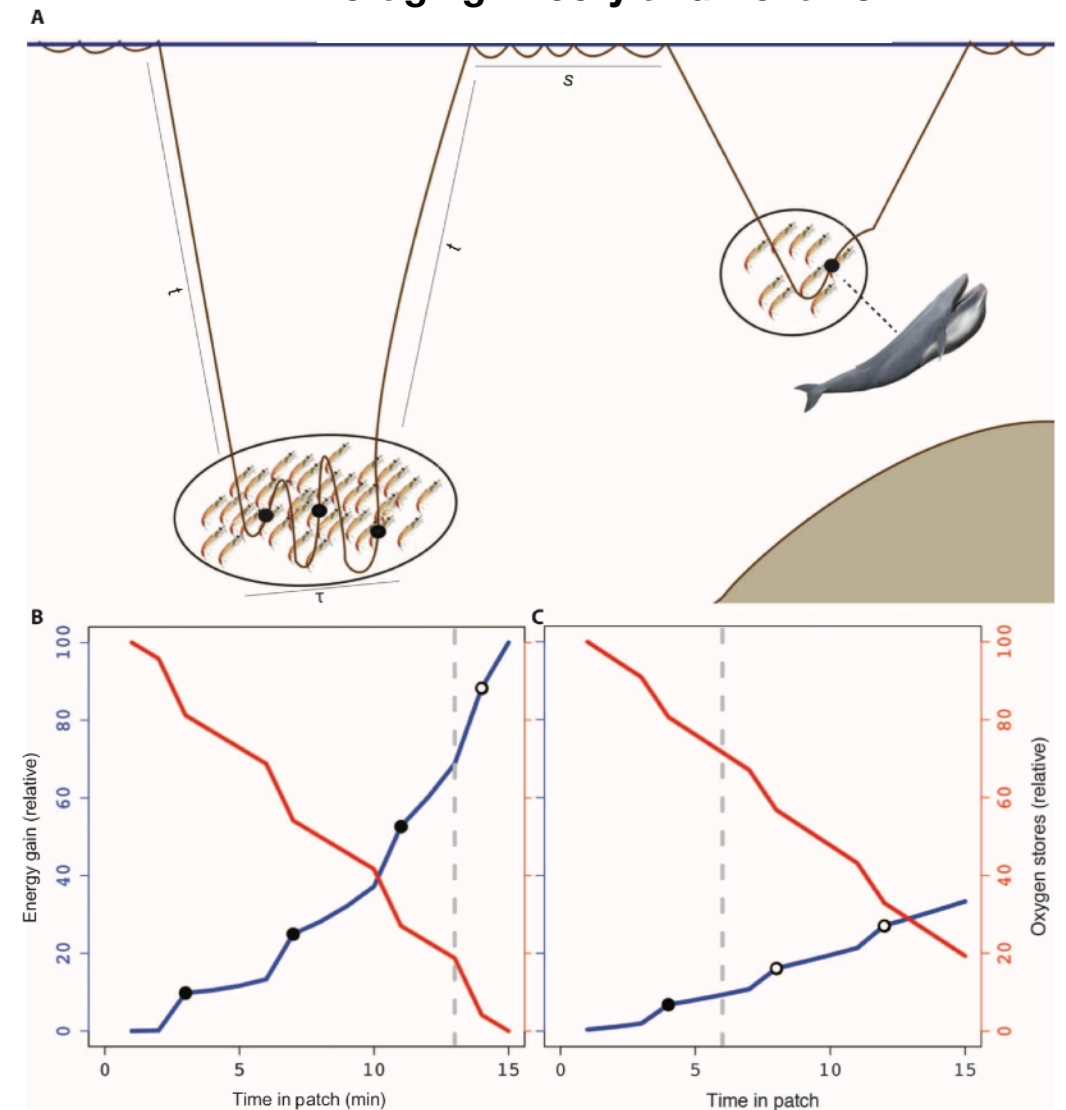 A
s
t
t
τ
B
C
Energy gain (relative)
0 20 40 60 80 100
0 5 10 15
Time in patch (min)
0 5 10 15
Time in patch
0 20 40 60 80 100
Oxygen stores (relative)